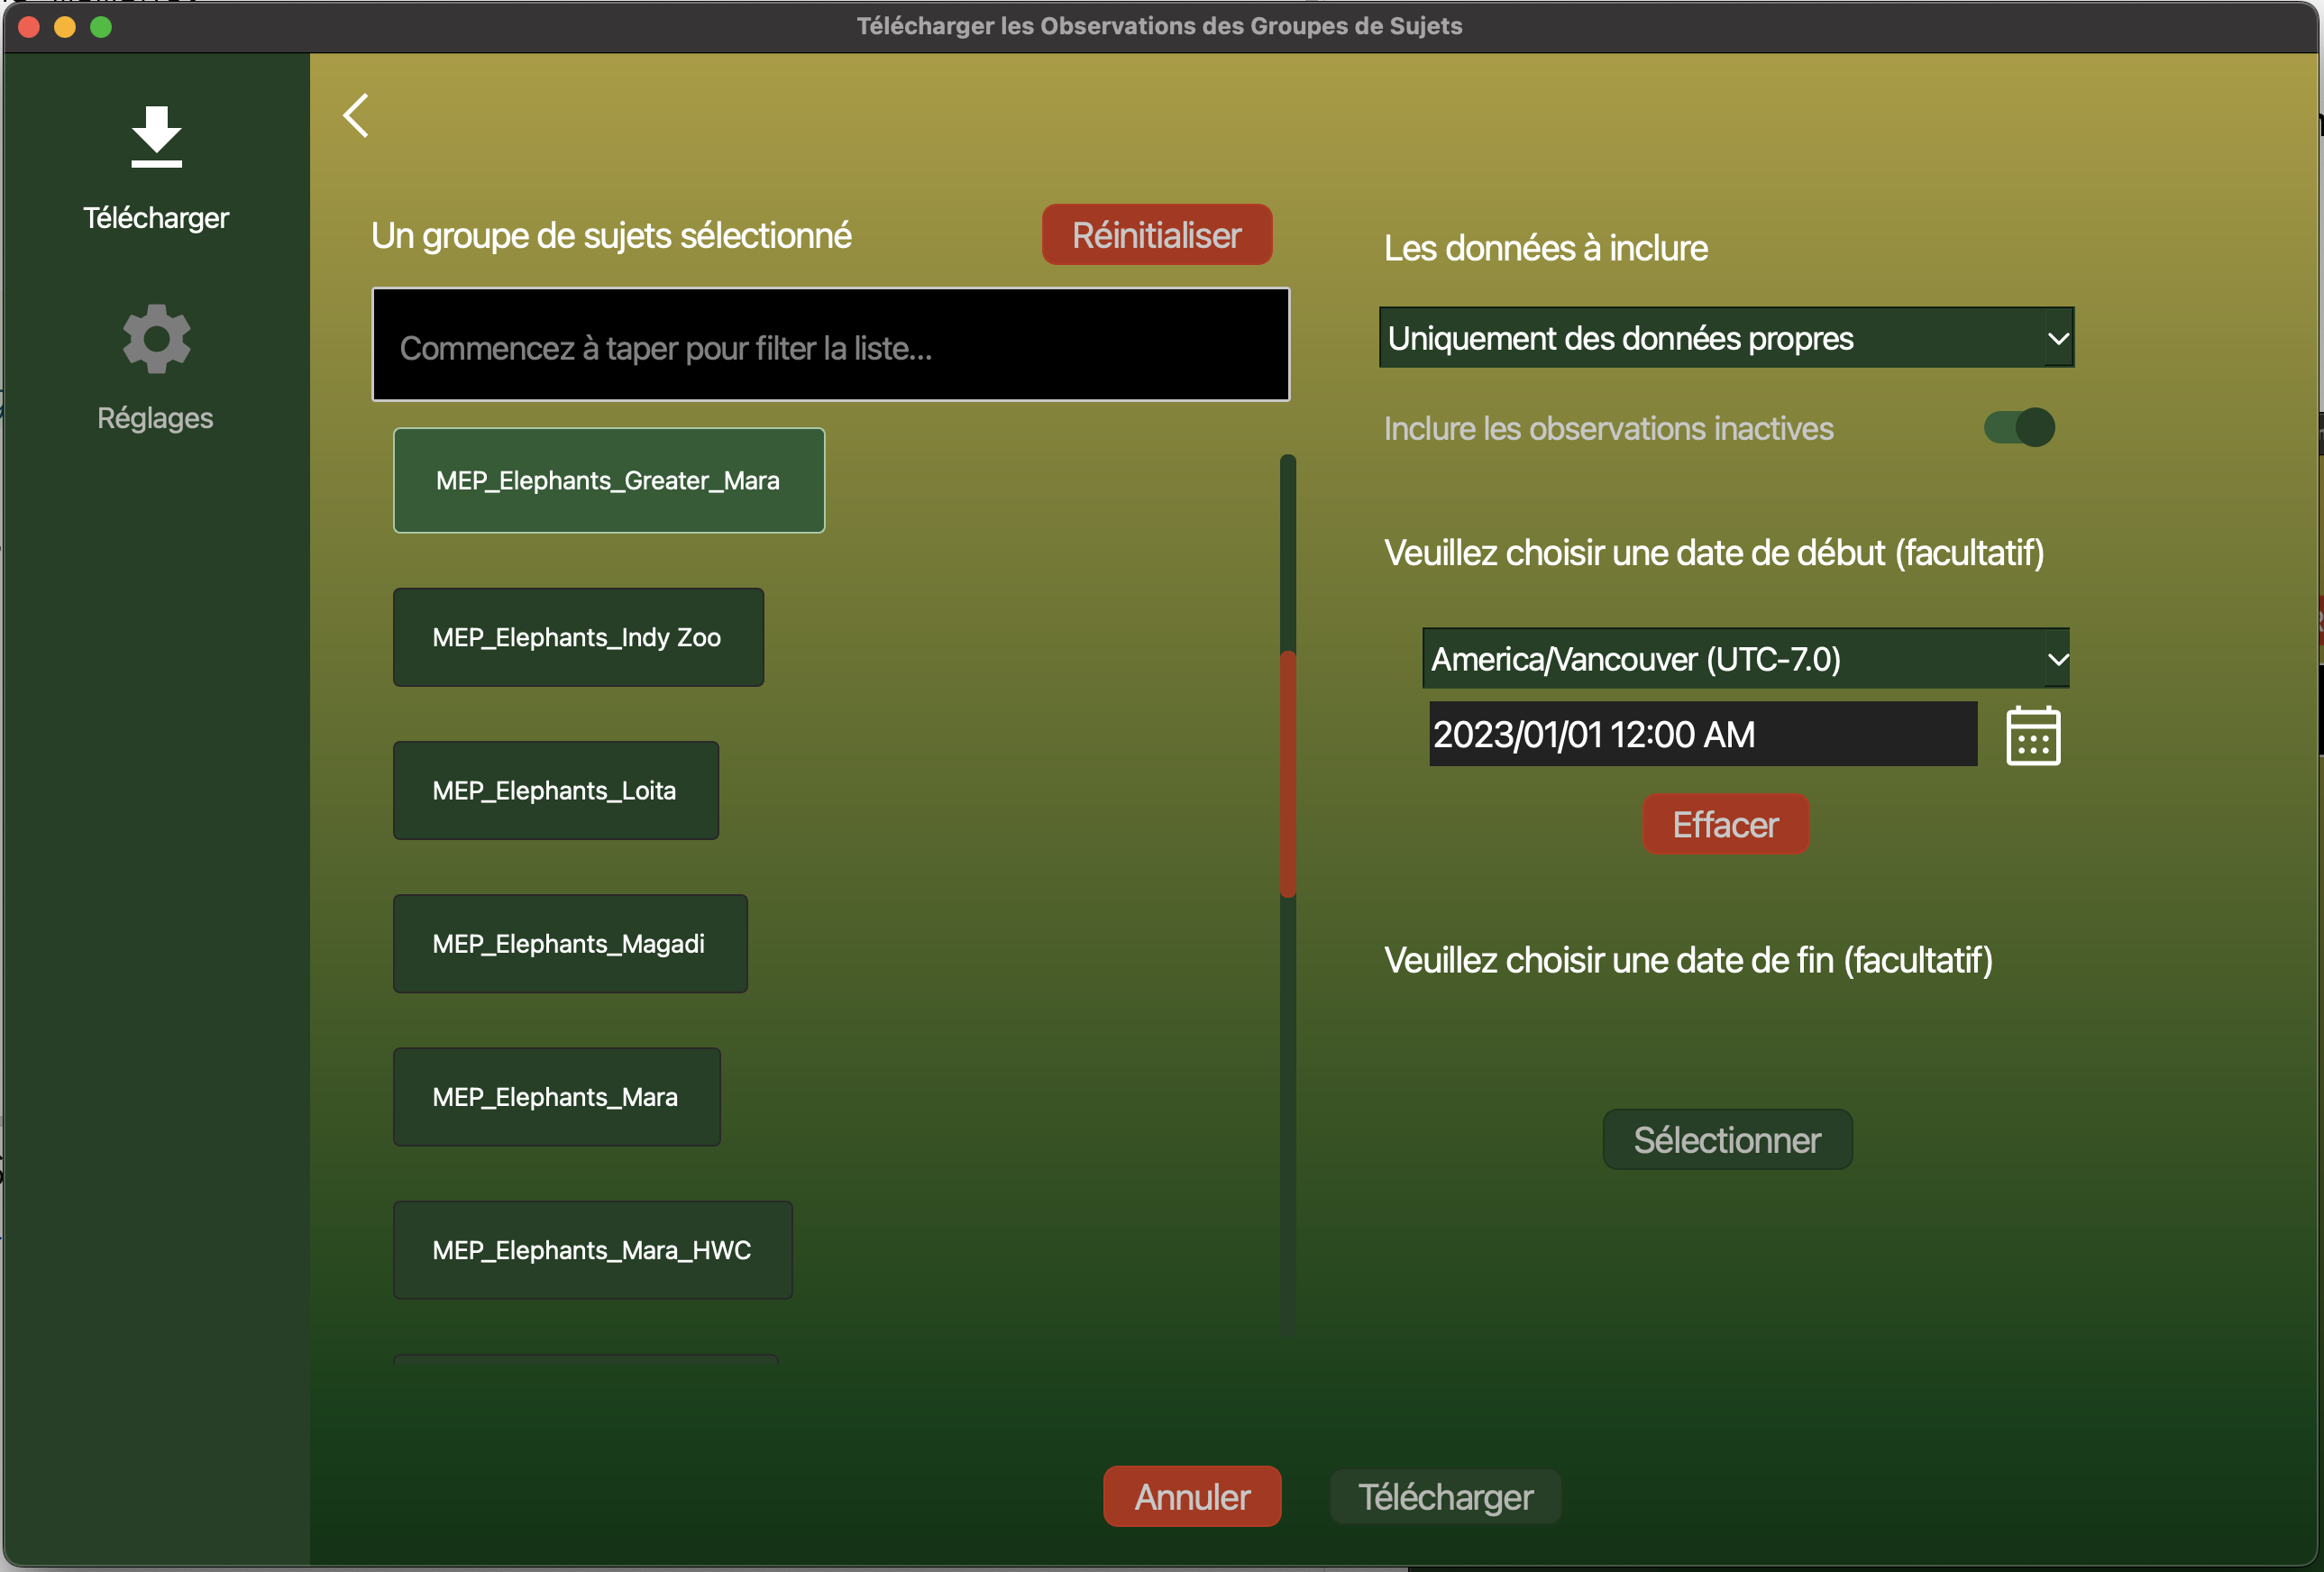 Télécharger les Observations des Groupes de Sujets
Télécharger
Réglages
Un groupe de sujets sélectionné
Réinitialiser
Commencez à taper pour filter la liste...
MEP_Elephants_Greater_Mara
MEP_Elephants_Indy Zoo
MEP_Elephants_Loita
MEP_Elephants_Magadi
MEP_Elephants_Mara
MEP_Elephants_Mara_HWC
Les données à inclure
Uniquement des données propres
Inclure les observations inactives
Veuillez choisir une date de début (facultatif)
America/Vancouver (UTC-7.0)
2023/01/01 12:00 AM
Effacer
Veuillez choisir une date de fin (facultatif)
Sélectionner
Annuler
Télécharger